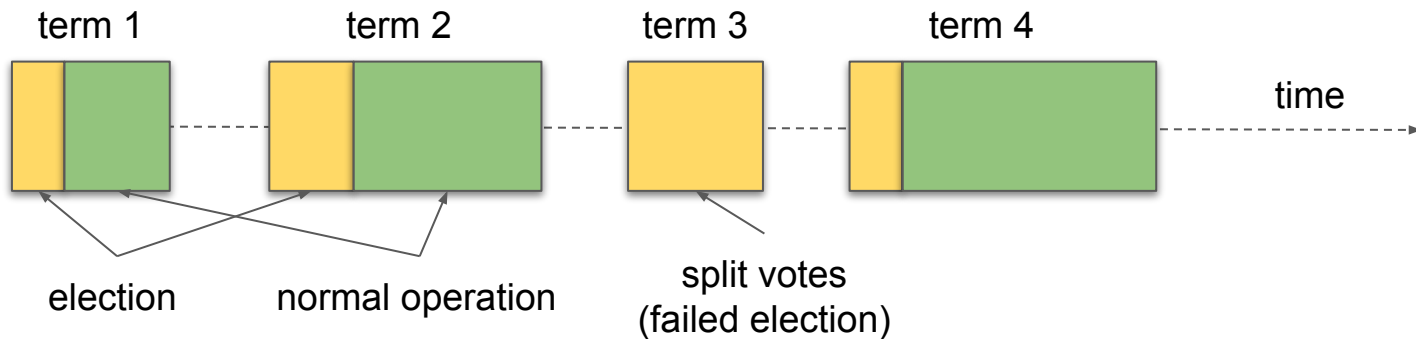 term 1
term 2
term 3
term 4
time
election
normal operation
split votes
(failed election)